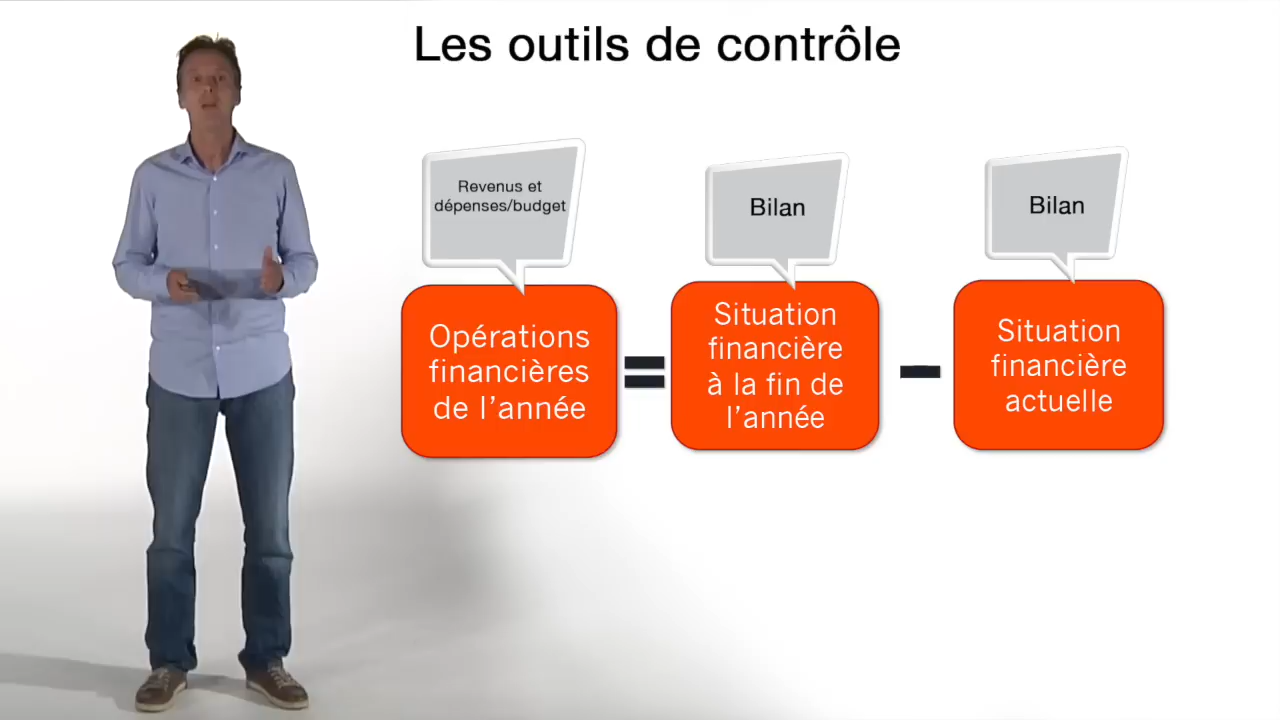 Les outils de contrôle
Revenus et
dépenses/budget
Bilan
Bilan
Opérations
financières
de l'année
=
Situation
financière
à la fin de
l'année
-
Situation
financière
actuelle